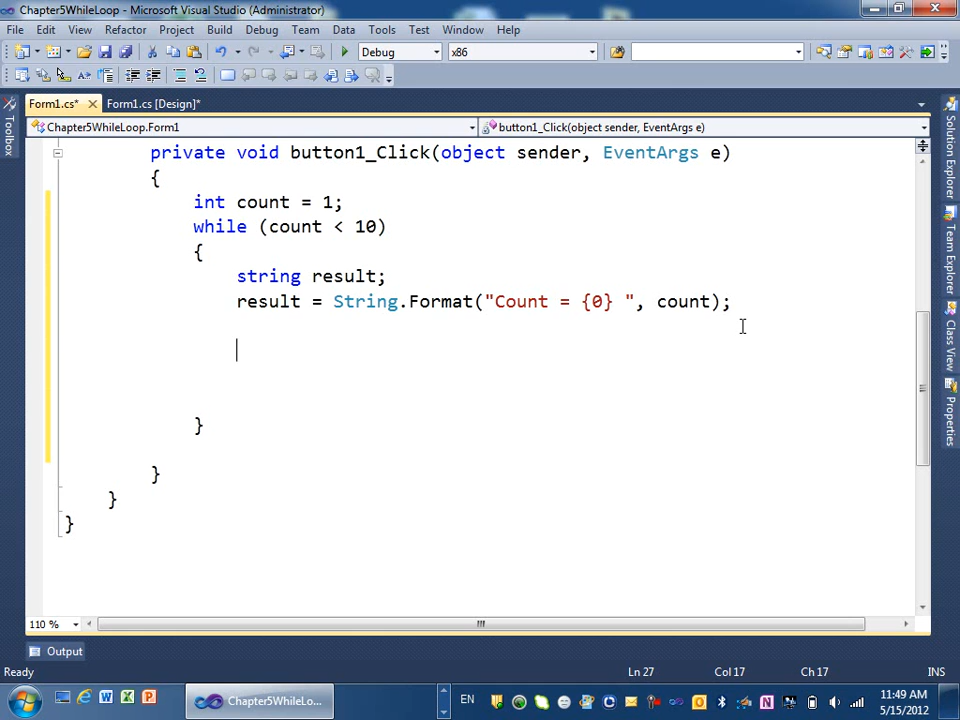 Chapter5WhileLoop - Microsoft Visual Studio (Administrator)
File Edit View Refactor Project Build Debug Team Data Tools Test Window Help
Debug x86
Form1.cs* Form1.cs [Design]*
Chapter5WhileLoop.Form1 button1_Click(object sender, EventArgs e)
private void button1_Click(object sender, EventArgs e)
{
int count = 1;
while (count < 10)
{
string result;
result = String.Format("Count = {0} ", count);
}
}
}
}
Toolbox
Solution Explorer
Team Explorer
Class View
Properties
110 %
Output
Ready Ln 27 Col 17 Ch 17 INS
Chapter5WhileLo... EN 11:49 AM
5/15/2012